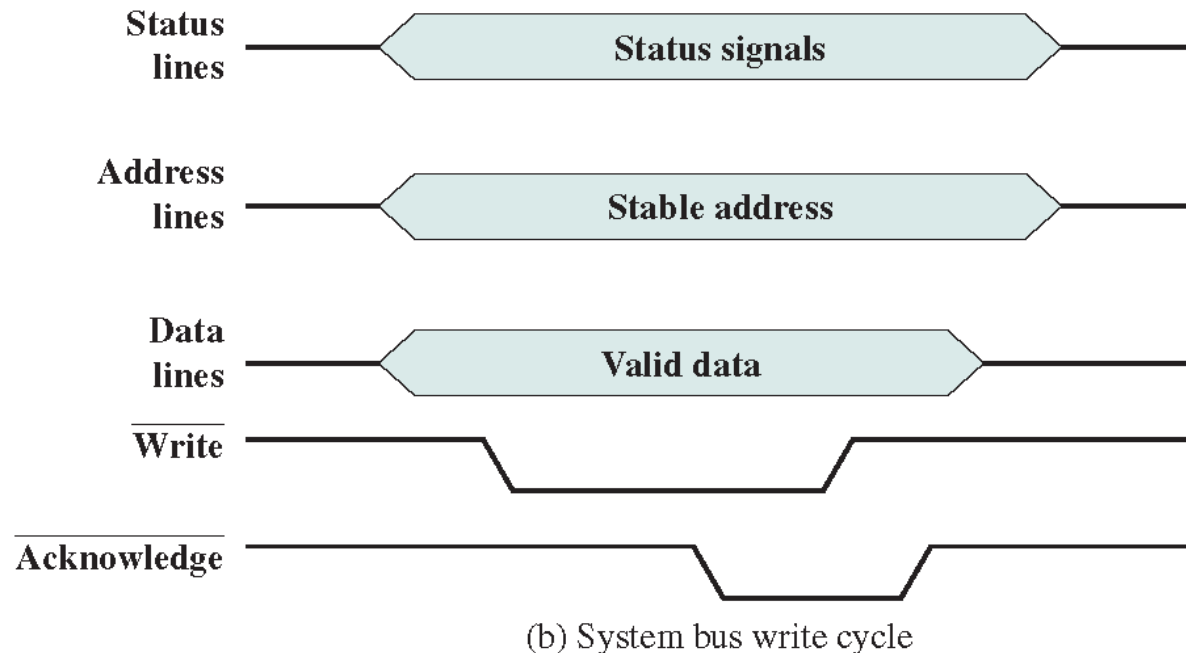 Status
lines
Status signals
Address
lines
Stable address
Data
lines
Valid data
Write
Acknowledge
(b) System bus write cycle